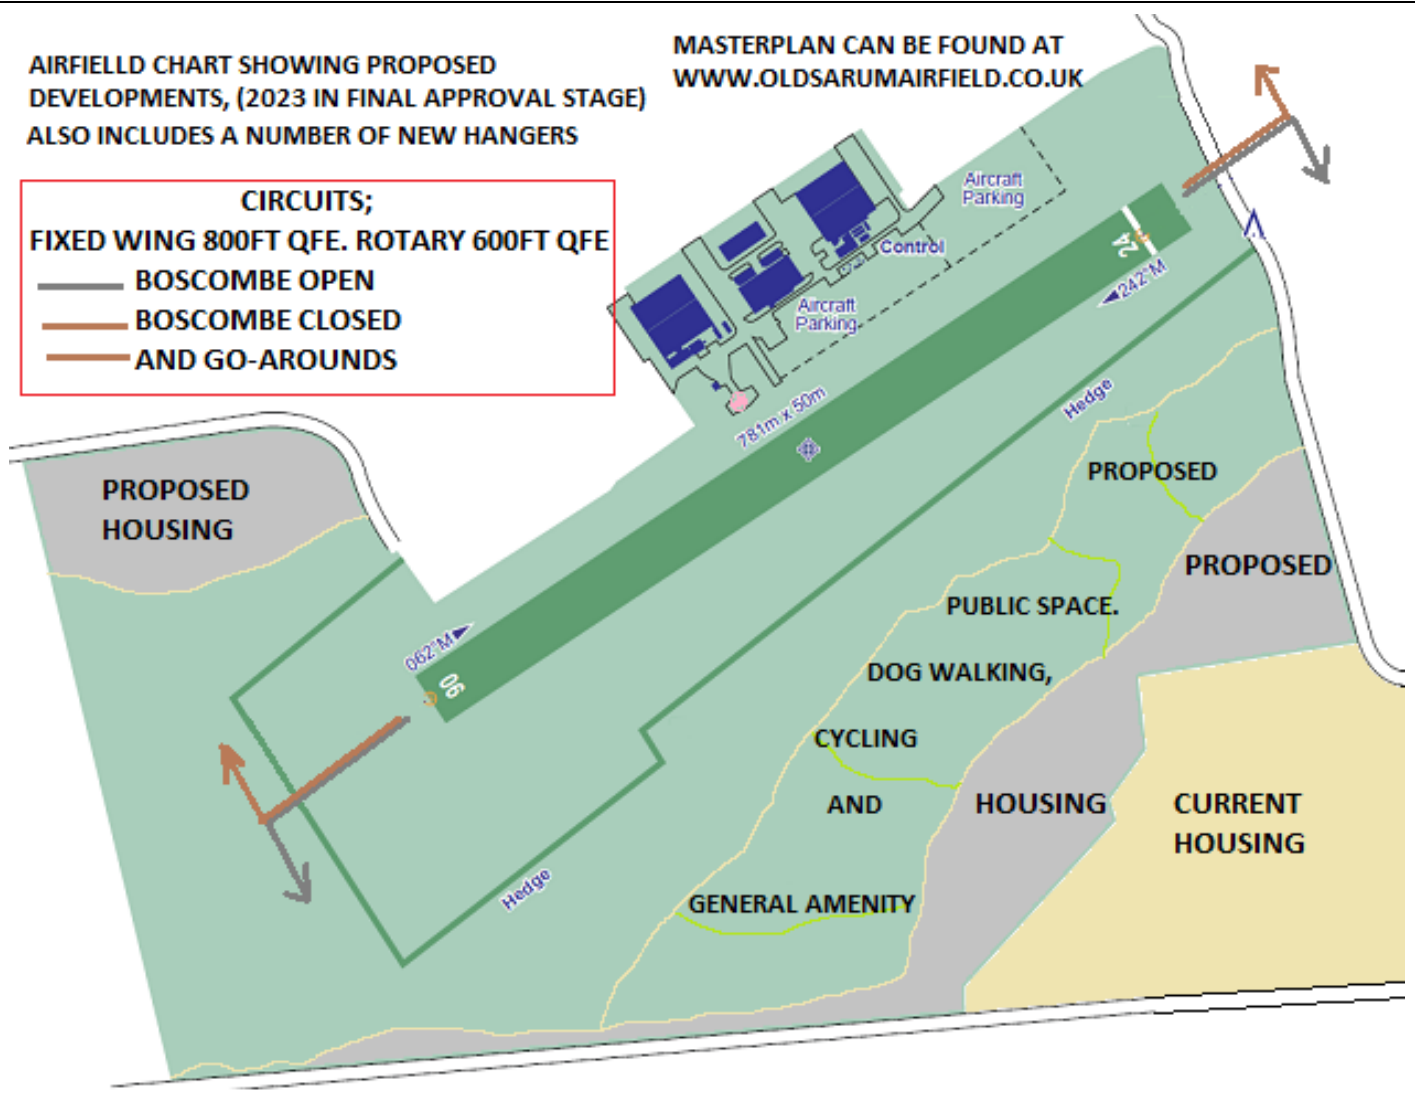 AIRFIELLD CHART SHOWING PROPOSED
DEVELOPMENTS, (2023 IN FINAL APPROVAL STAGE)
ALSO INCLUDES A NUMBER OF NEW HANGERS
MASTERPLAN CAN BE FOUND AT
WWW.OLDSARUMAIRFIELD.CO.UK
CIRCUITS;
FIXED WING 800FT QFE. ROTARY 600FT QFE
BOSCOMBE OPEN
BOSCOMBE CLOSED
AND GO-AROUNDS
Aircraft
Parking
Control
24
242°M
Aircraft
Parking
781m x 50m
Hedge
PROPOSED
HOUSING
PROPOSED
PROPOSED
PUBLIC SPACE.
062°M
06
DOG WALKING,
CYCLING
AND
HOUSING
CURRENT
HOUSING
Hedge
GENERAL AMENITY